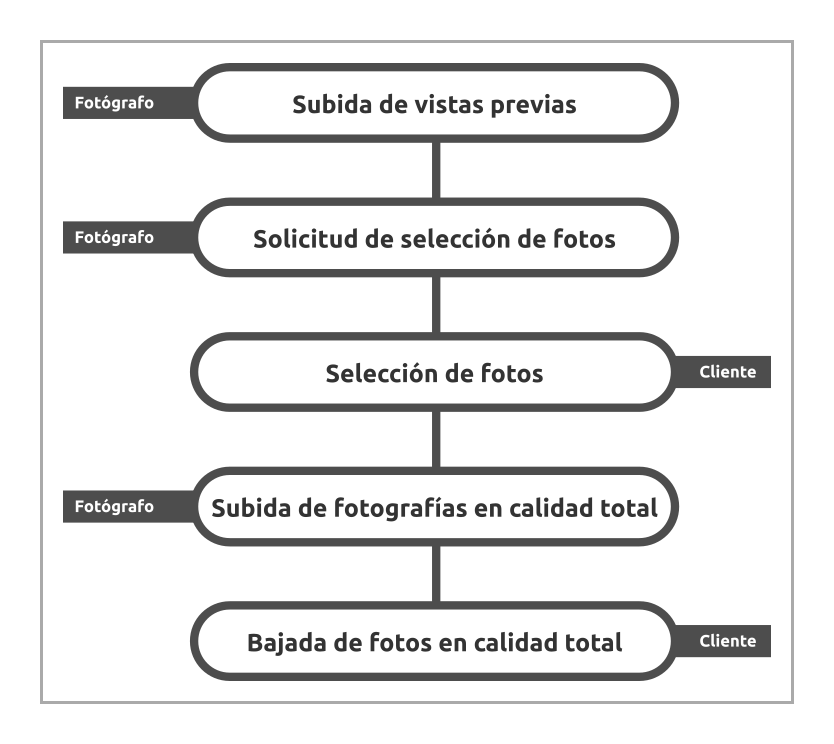 Fotógrafo
Subida de vistas previas
Fotógrafo
Solicitud de selección de fotos
Selección de fotos
Cliente
Fotógrafo
Subida de fotografías en calidad total
Bajada de fotos en calidad total
Cliente